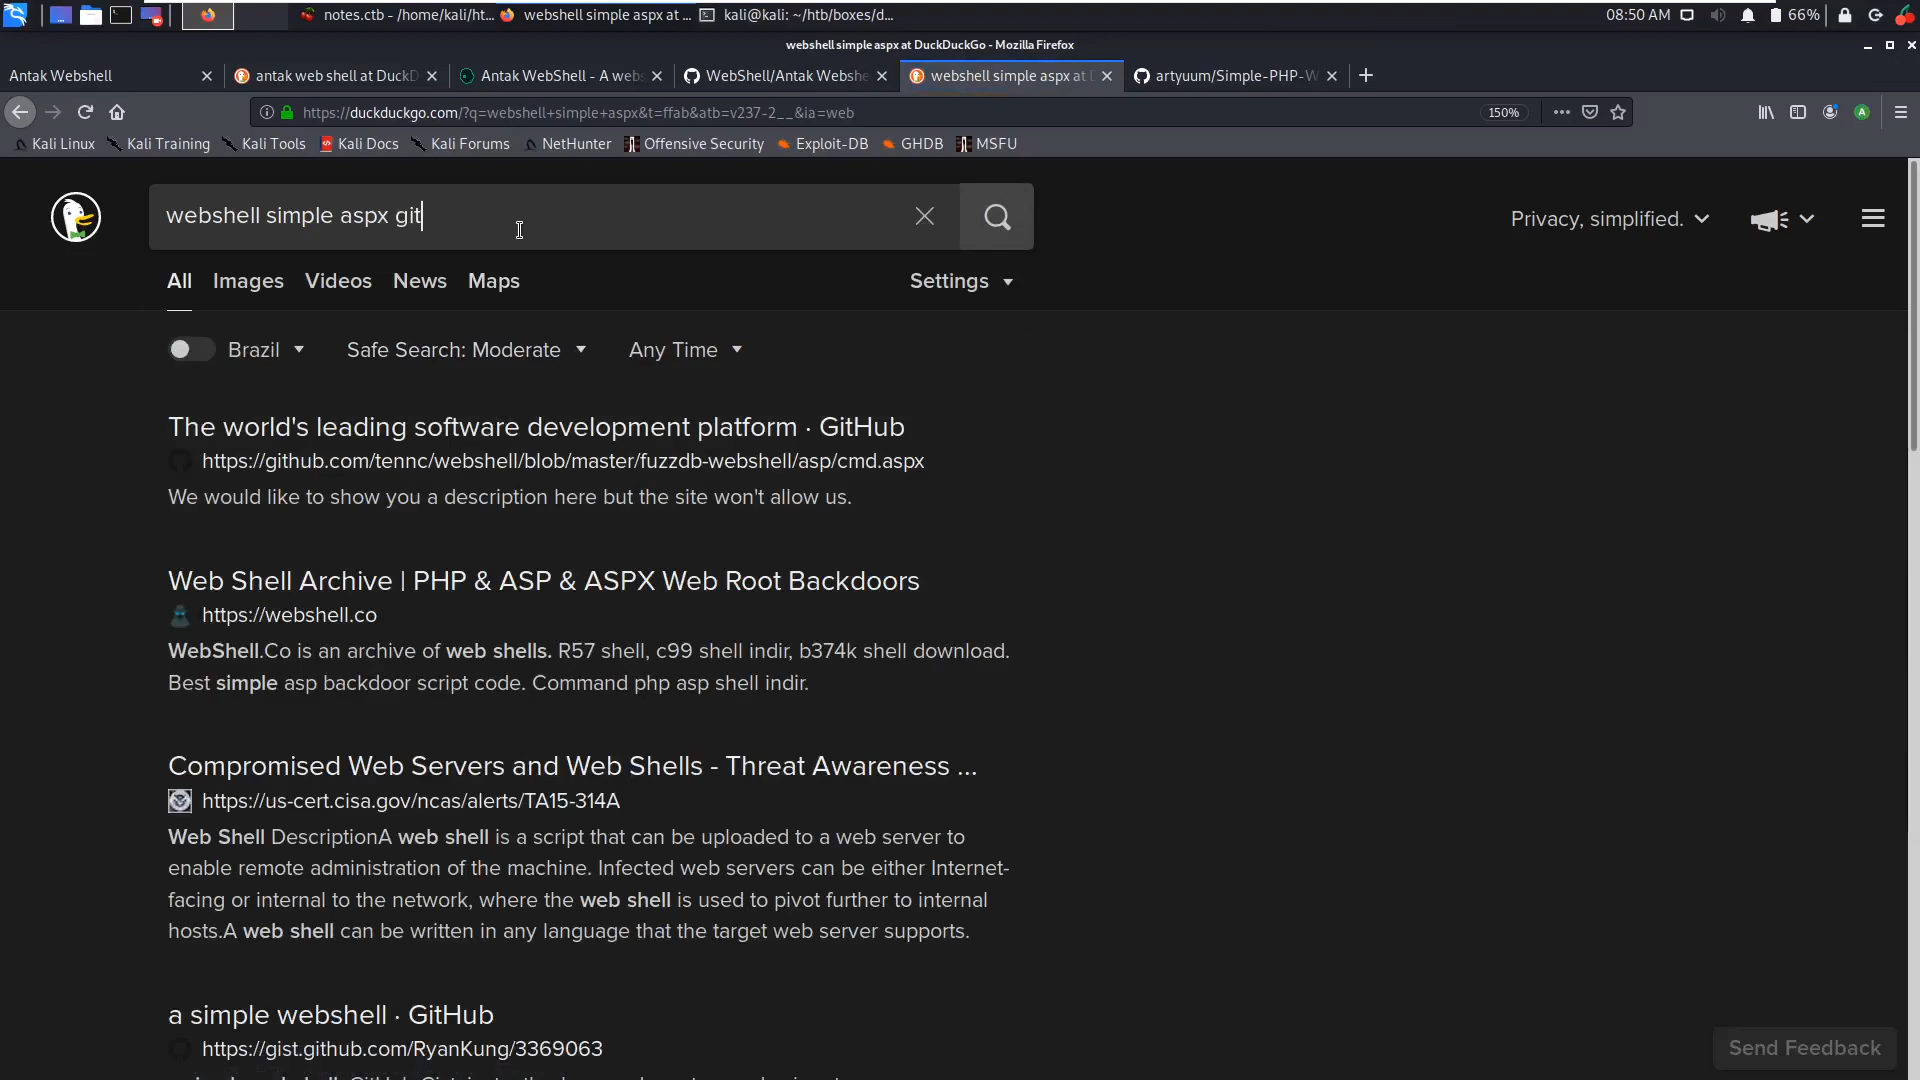 notes.ctb - /home/kali/ht... webshell simple aspx at ... kali@kali: ~/htb/boxes/d... 08:50 AM 66%
webshell simple aspx at DuckDuckGo - Mozilla Firefox
Antak Webshell antak web shell at DuckD Antak WebShell - A webs WebShell/Antak Webshe webshell simple aspx at artyuum/Simple-PHP-W
https://duckduckgo.com/?q=webshell+simple+aspx&t=ffab&atb=v237-2__&ia=web 150%
Kali Linux Kali Training Kali Tools Kali Docs Kali Forums NetHunter Offensive Security Exploit-DB GHDB MSFU
webshell simple aspx git
Privacy, simplified.
All Images Videos News Maps Settings
Brazil Safe Search: Moderate Any Time
The world's leading software development platform · GitHub
https://github.com/tennc/webshell/blob/master/fuzzdb-webshell/asp/cmd.aspx
We would like to show you a description here but the site won't allow us.
Web Shell Archive | PHP & ASP & ASPX Web Root Backdoors
https://webshell.co
WebShell.Co is an archive of web shells. R57 shell, c99 shell indir, b374k shell download.
Best simple asp backdoor script code. Command php asp shell indir.
Compromised Web Servers and Web Shells - Threat Awareness ...
https://us-cert.cisa.gov/ncas/alerts/TA15-314A
Web Shell DescriptionA web shell is a script that can be uploaded to a web server to
enable remote administration of the machine. Infected web servers can be either Internet-
facing or internal to the network, where the web shell is used to pivot further to internal
hosts.A web shell can be written in any language that the target web server supports.
a simple webshell · GitHub
https://gist.github.com/RyanKung/3369063
Send Feedback